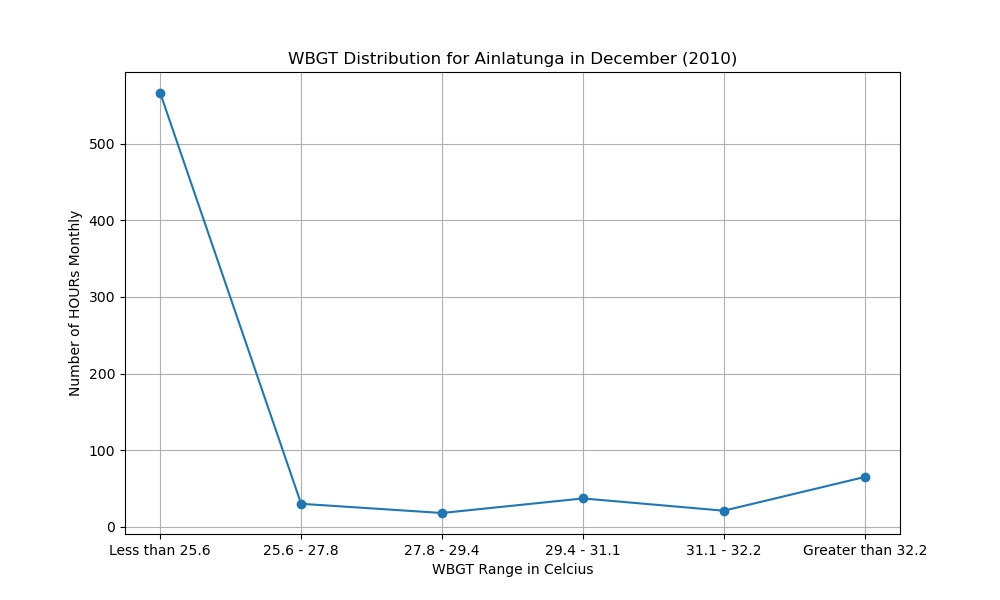 WBGT Distribution for Ainlatunga in December (2010)
Number of HOURs Monthly
500
400
300
200
100
0
Less than 25.6
25.6 - 27.8
27.8 - 29.4
29.4 - 31.1
31.1 - 32.2
Greater than 32.2
WBGT Range in Celcius